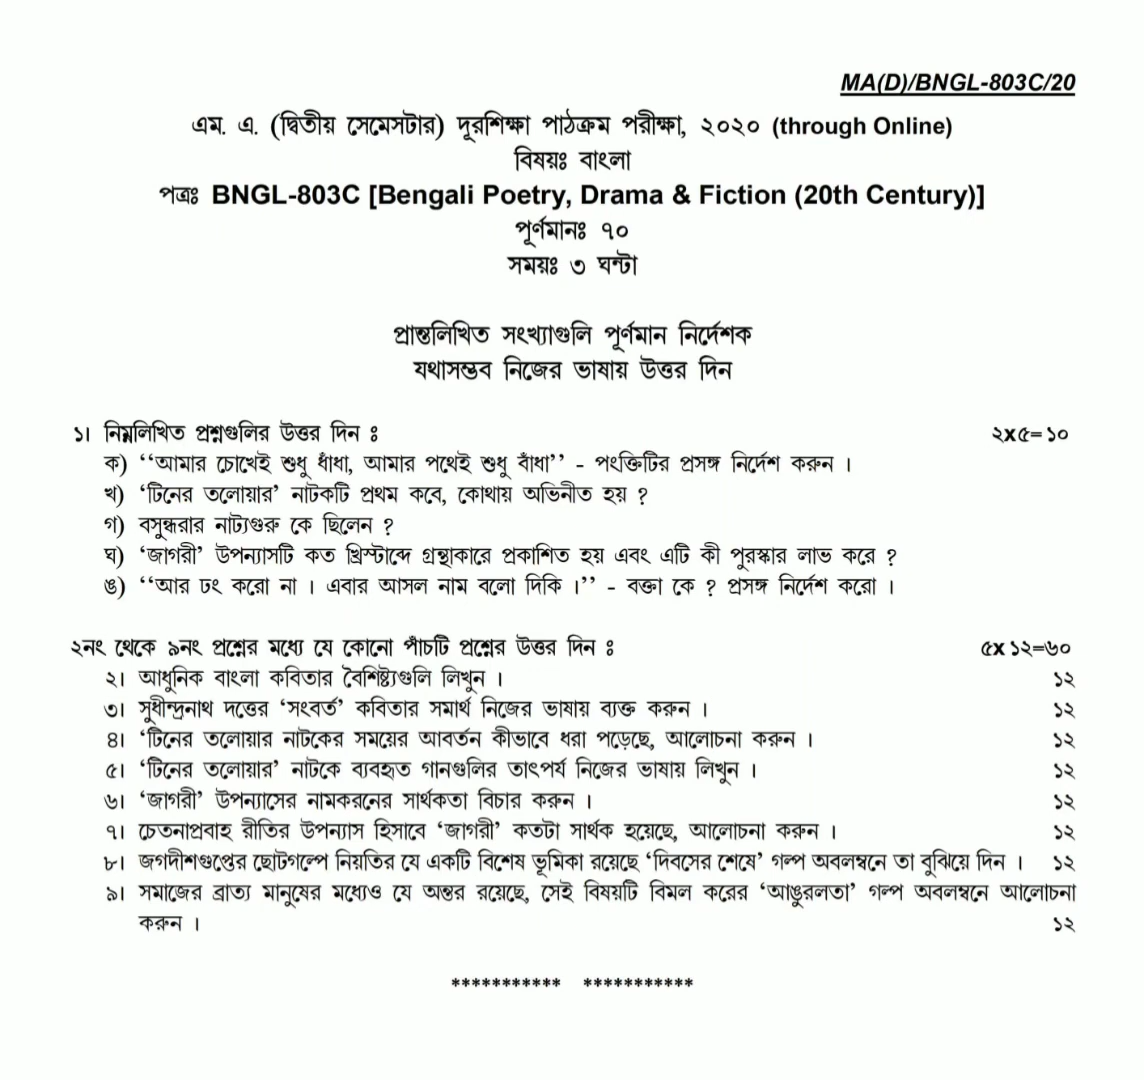 MA(D)/BNGL-803C/20
এম. এ. (দ্বিতীয় সেমেসটার) দূরশিক্ষা পাঠক্রম পরীক্ষা, ২০২০ (through Online)
বিষয়ঃ বাংলা
পত্রঃ BNGL-803C [Bengali Poetry, Drama & Fiction (20th Century)]
পূর্ণমানঃ ৭০
সময়ঃ ৩ ঘন্টা
প্রান্তলিখিত সংখ্যাগুলি পূর্ণমান নির্দেশক
যথাসম্ভব নিজের ভাষায় উত্তর দিন
১। নিম্নলিখিত প্রশ্নগুলির উত্তর দিন ঃ ২x৫=১০
ক) ‘‘আমার চোখেই শুধু ধাঁধা, আমার পথেই শুধু বাঁধা’’ - পংক্তিটির প্রসঙ্গ নির্দেশ করুন ।
খ) ‘টিনের তলোয়ার’ নাটকটি প্রথম কবে, কোথায় অভিনীত হয় ?
গ) বসুন্ধরার নাট্যগুরু কে ছিলেন ?
ঘ) ‘জাগরী’ উপন্যাসটি কত খ্রিস্টাব্দে গ্রন্থাকারে প্রকাশিত হয় এবং এটি কী পুরস্কার লাভ করে ?
ঙ) ‘‘আর ঢং করো না । এবার আসল নাম বলো দিকি ।’’ - বক্তা কে ? প্রসঙ্গ নির্দেশ করো ।
২নং থেকে ৯নং প্রশ্নের মধ্যে যে কোনো পাঁচটি প্রশ্নের উত্তর দিন ঃ ৫x ১২=৬০
২। আধুনিক বাংলা কবিতার বৈশিষ্ট্যগুলি লিখুন । ১২
৩। সুধীন্দ্রনাথ দত্তের ‘সংবর্ত’ কবিতার সমার্থ নিজের ভাষায় ব্যক্ত করুন । ১২
৪। ‘টিনের তলোয়ার নাটকের সময়ের আবর্তন কীভাবে ধরা পড়েছে, আলোচনা করুন । ১২
৫। ‘টিনের তলোয়ার’ নাটকে ব্যবহৃত গানগুলির তাৎপর্য নিজের ভাষায় লিখুন । ১২
৬। ‘জাগরী’ উপন্যাসের নামকরনের সার্থকতা বিচার করুন । ১২
৭। চেতনাপ্রবাহ রীতির উপন্যাস হিসাবে ‘জাগরী’ কতটা সার্থক হয়েছে, আলোচনা করুন । ১২
৮। জগদীশগুপ্তের ছোটগল্পে নিয়তির যে একটি বিশেষ ভূমিকা রয়েছে ‘দিবসের শেষে’ গল্প অবলম্বনে তা বুঝিয়ে দিন । ১২
৯। সমাজের ব্রাত্য মানুষের মধ্যেও যে অন্তর রয়েছে, সেই বিষয়টি বিমল করের ‘আঙুরলতা’ গল্প অবলম্বনে আলোচনা
করুন । ১২
*********** ***********